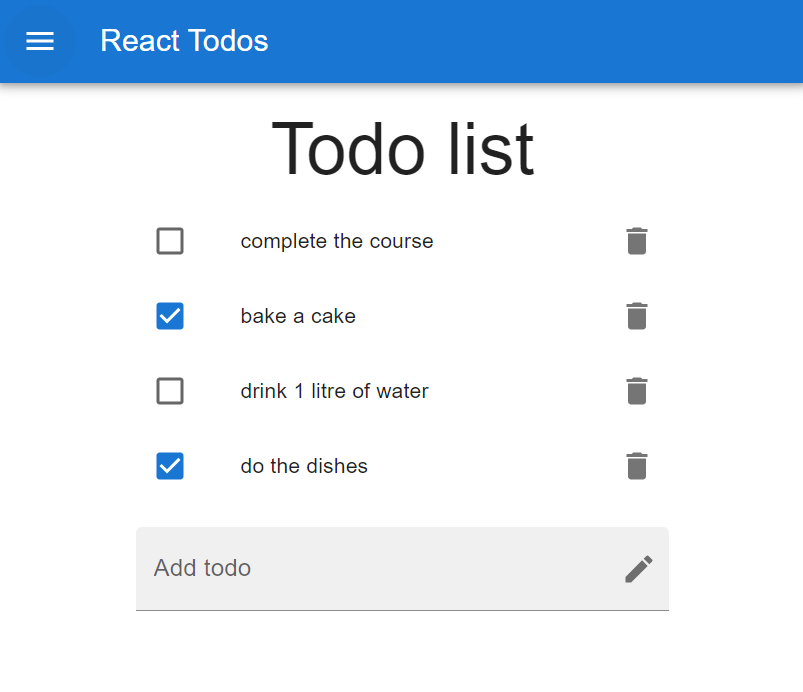 React Todos
Todo list
complete the course
bake a cake
drink 1 litre of water
do the dishes
Add todo